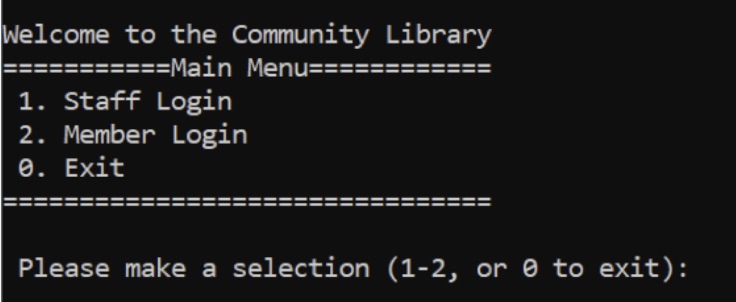 Welcome to the Community Library
===========Main Menu============
1. Staff Login
2. Member Login
0. Exit
================================
Please make a selection (1-2, or 0 to exit):